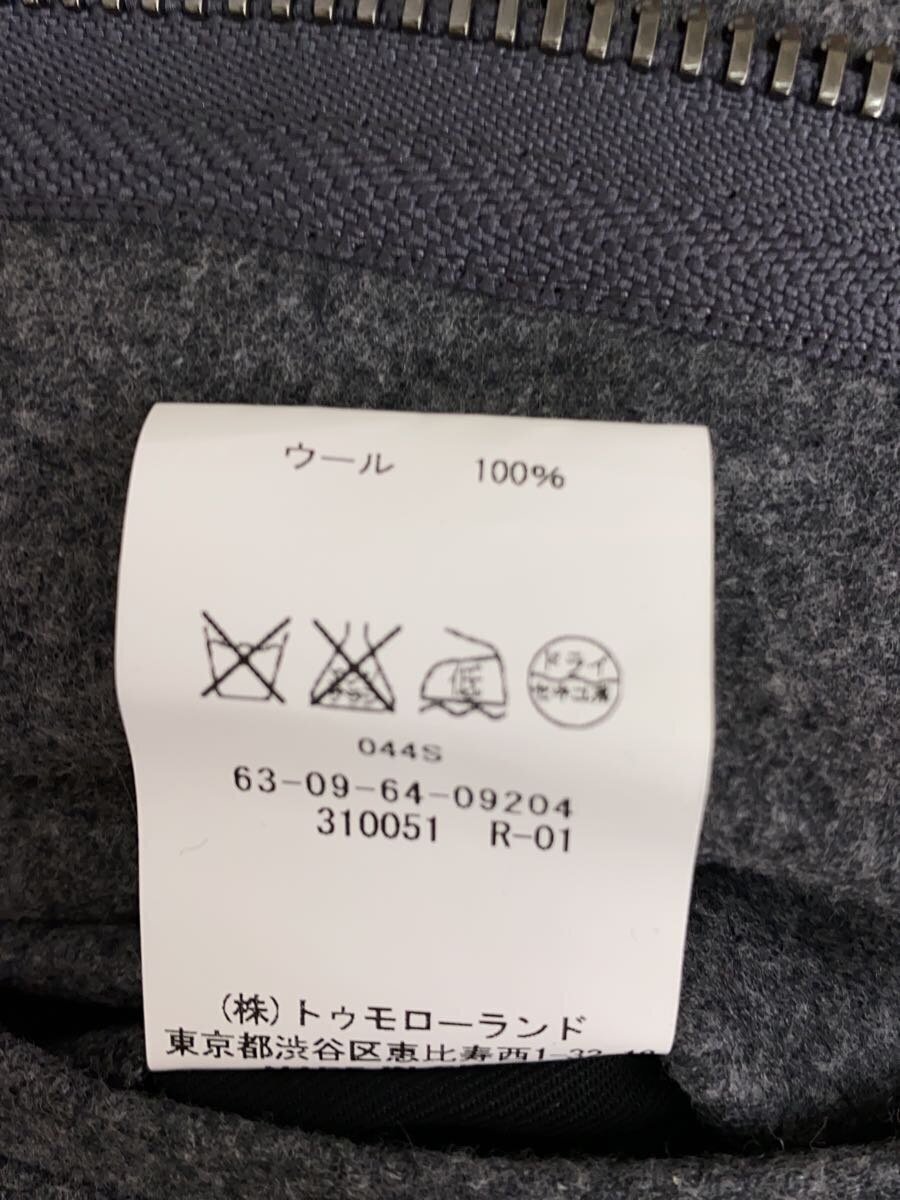 ウール 100%
低 ドライ
セキユ系
044S
63-09-64-09204
310051 R-01
(株)トゥモローランド
東京都渋谷区恵比寿西1-32-18